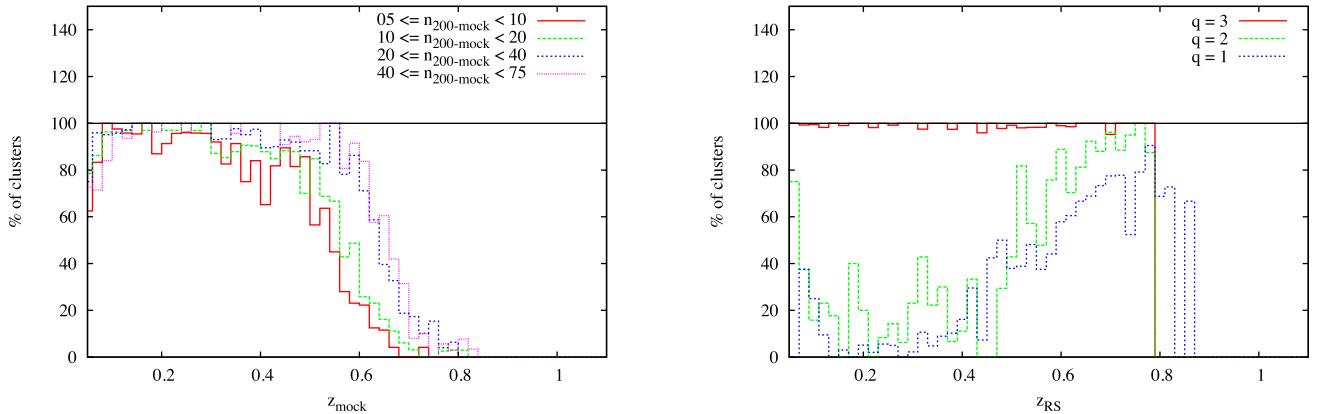 140
120
100
80
60
40
20
0
% of clusters
05 <= n200-mock < 10
10 <= n200-mock < 20
20 <= n200-mock < 40
40 <= n200-mock < 75
0.2 0.4 0.6 0.8 1
zmock
140
120
100
80
60
40
20
0
% of clusters
q = 3
q = 2
q = 1
0.2 0.4 0.6 0.8 1
zRS